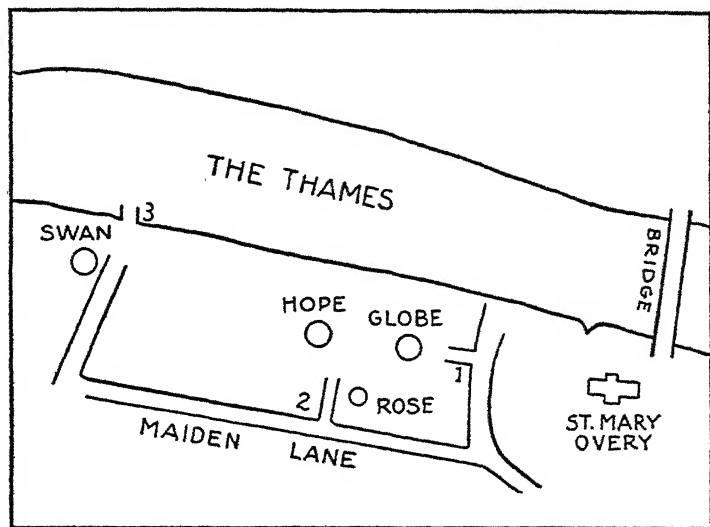 THE THAMES
3
SWAN
BRIDGE
HOPE
GLOBE
1
2
ROSE
ST. MARY
OVERY
MAIDEN LANE